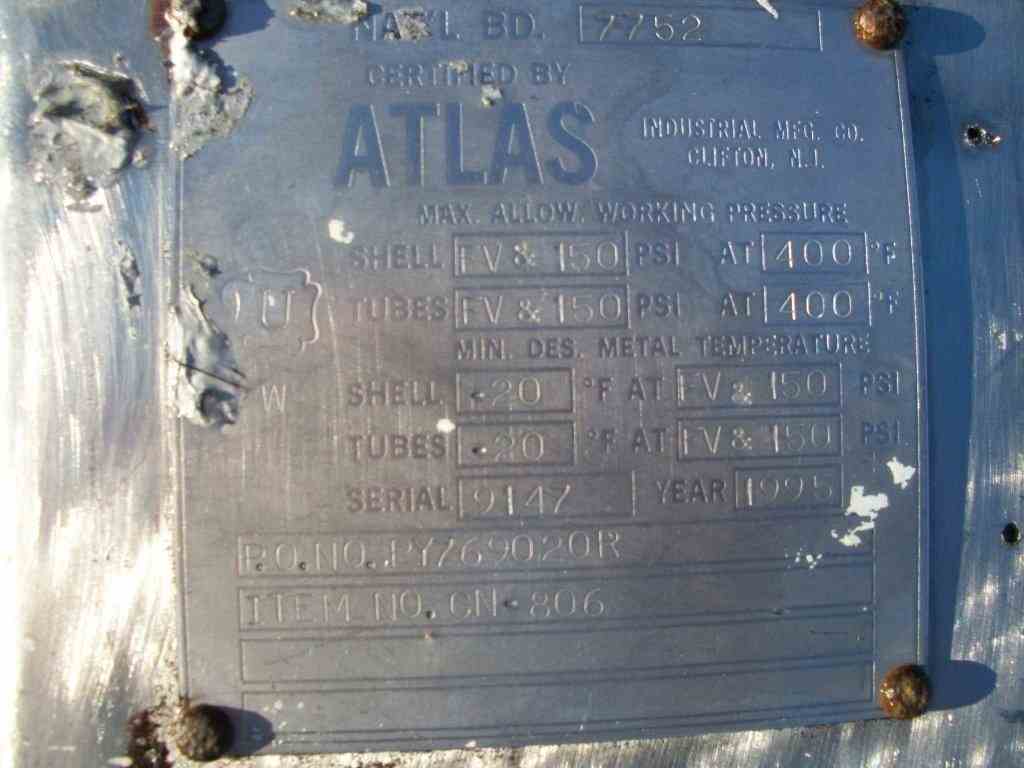 NAT'L. BD. 7752
CERTIFIED BY
ATLAS INDUSTRIAL MFG. CO.
CLIFTON, N.J.
MAX. ALLOW. WORKING PRESSURE
SHELL FV & 150 PSI AT 400 °F
U
TUBES FV & 150 PSI AT 400 °F
MIN. DES. METAL TEMPERATURE
W SHELL -20 °F AT FV & 150 PSI
TUBES -20 °F AT FV & 150 PSI
SERIAL 9147 YEAR 1995
P.O.NO.PY769020R
ITEM NO. CN-806